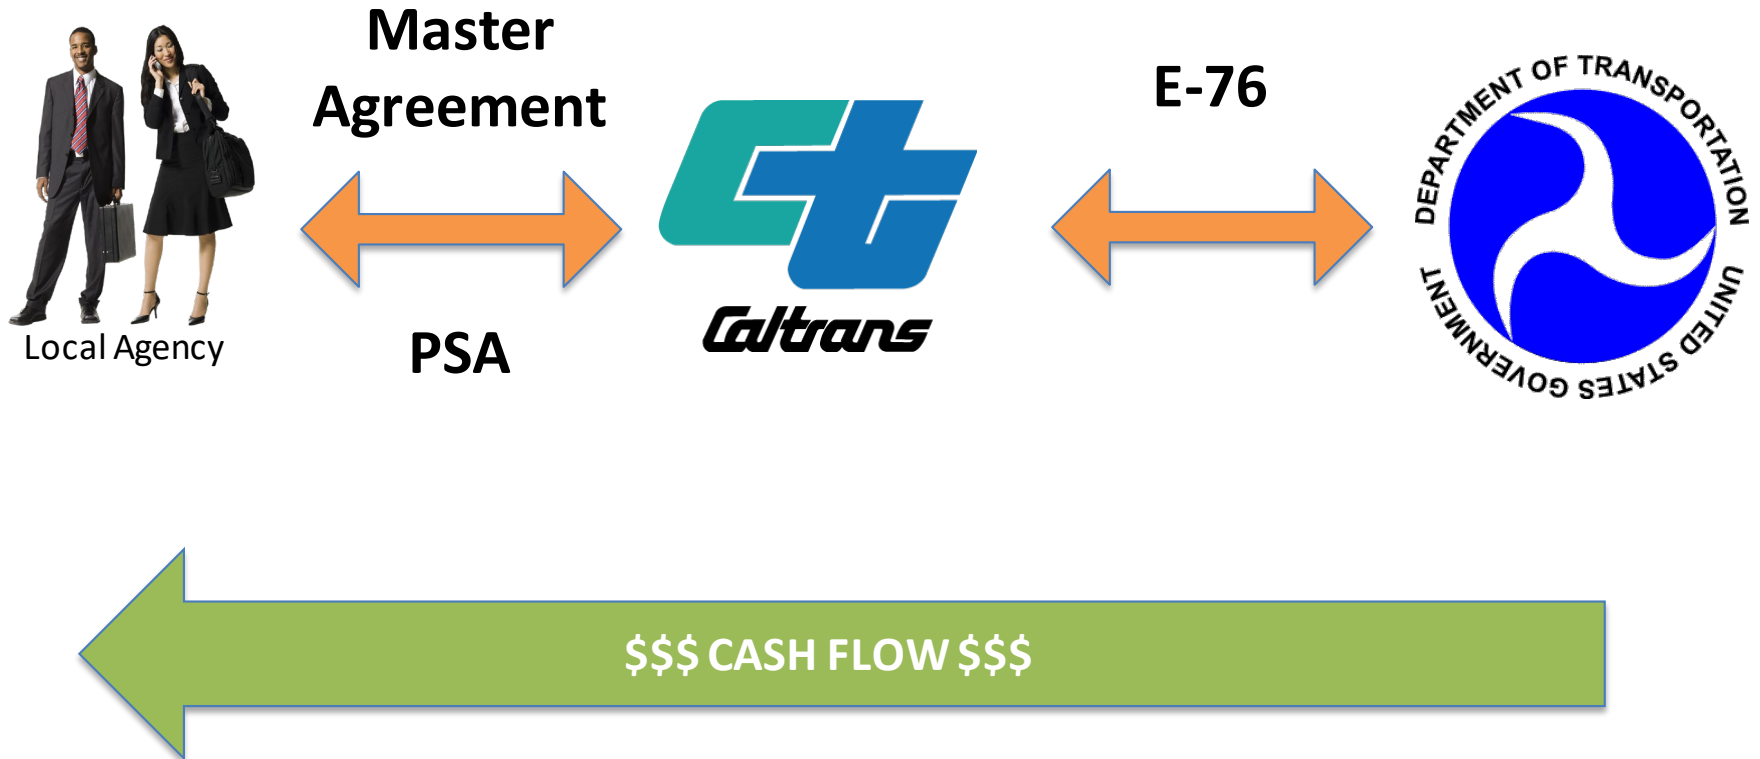 Master
Agreement
E-76
Caltrans
DEPARTMENT OF TRANSPORTATION
UNITED STATES GOVERNMENT
Local Agency
PSA
$$$ CASH FLOW $$$